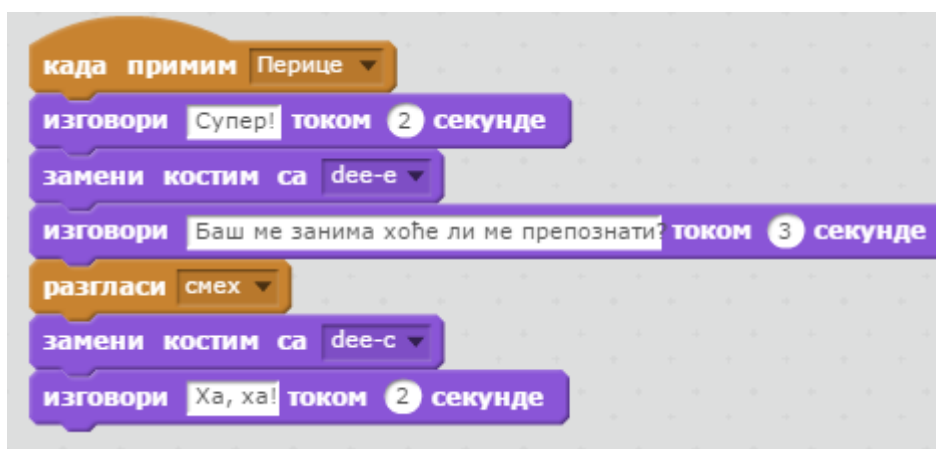 када примим Перице
изговори Супер! током 2 секунде
замени костим са dee-e
изговори Баш ме занима хоће ли ме препознати? током 3 секунде
разгласи смех
замени костим са dee-c
изговори Ха, ха! током 2 секунде